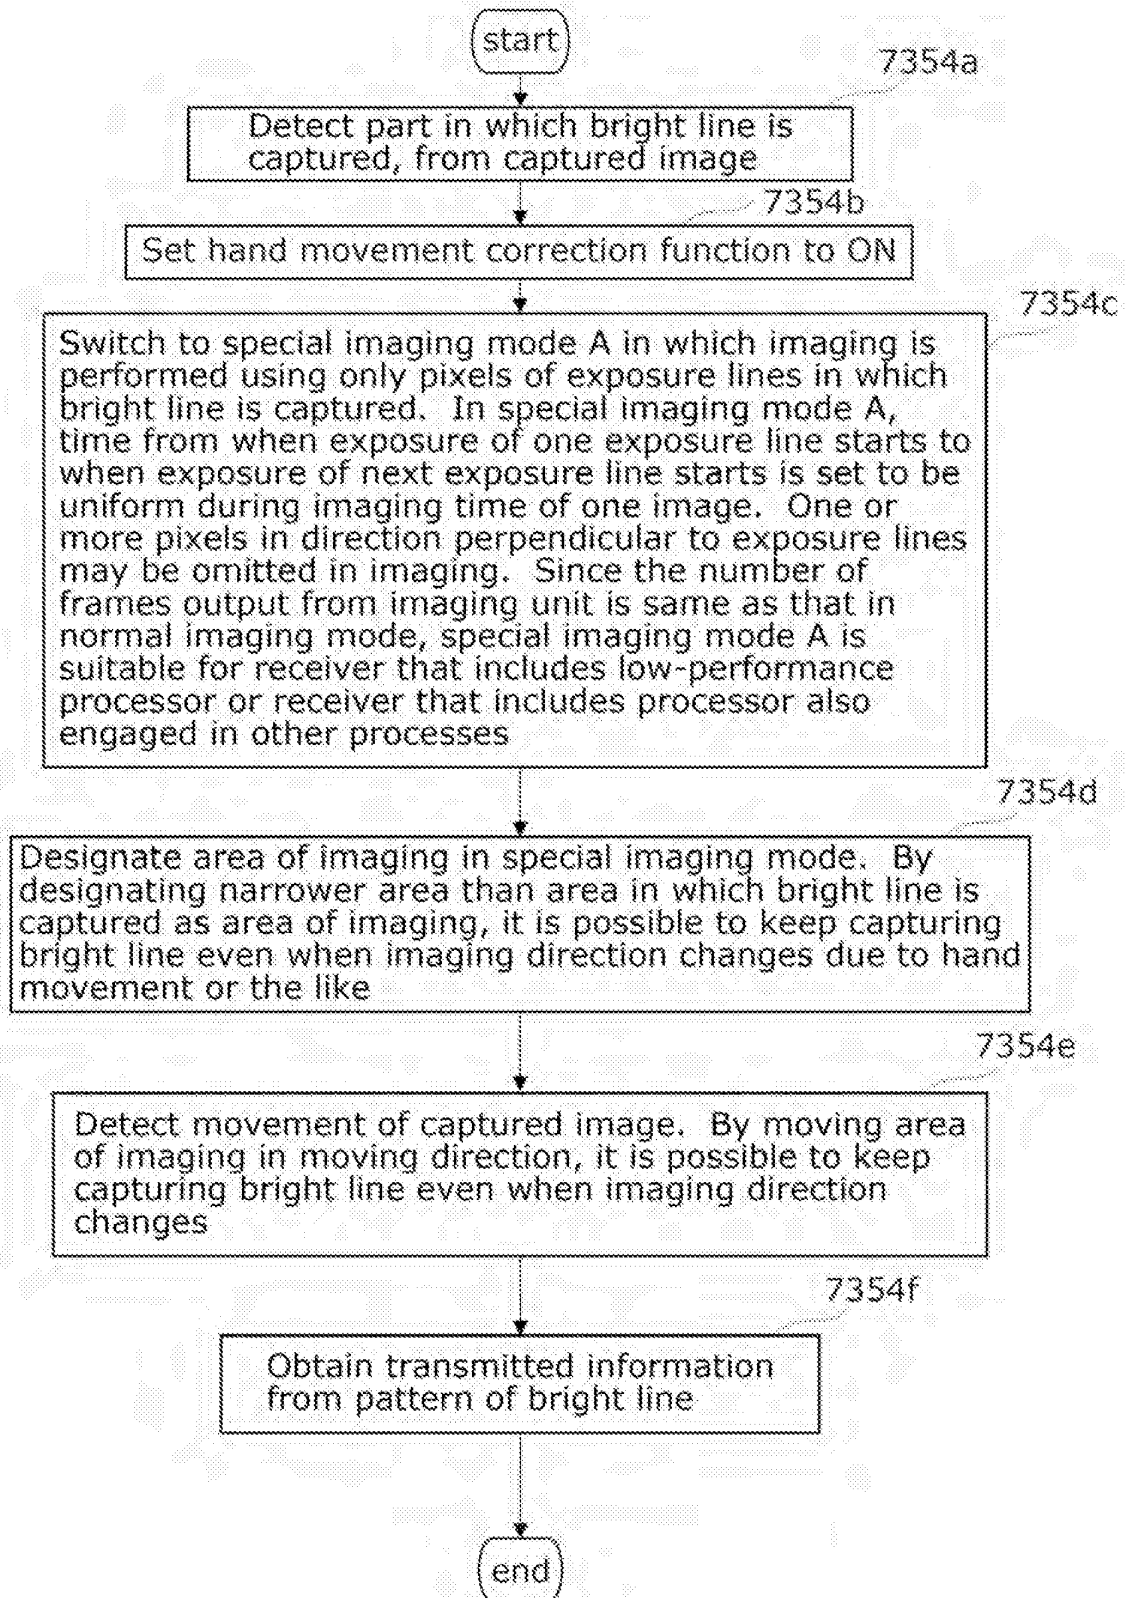 start
7354a
Detect part in which bright line is
captured, from captured image
7354b
Set hand movement correction function to ON
7354c
Switch to special imaging mode A in which imaging is
performed using only pixels of exposure lines in which
bright line is captured. In special imaging mode A,
time from when exposure of one exposure line starts to
when exposure of next exposure line starts is set to be
uniform during imaging time of one image. One or
more pixels in direction perpendicular to exposure lines
may be omitted in imaging. Since the number of
frames output from imaging unit is same as that in
normal imaging mode, special imaging mode A is
suitable for receiver that includes low-performance
processor or receiver that includes processor also
engaged in other processes
7354d
Designate area of imaging in special imaging mode. By
designating narrower area than area in which bright line is
captured as area of imaging, it is possible to keep capturing
bright line even when imaging direction changes due to hand
movement or the like
7354e
Detect movement of captured image. By moving area
of imaging in moving direction, it is possible to keep
capturing bright line even when imaging direction
changes
7354f
Obtain transmitted information
from pattern of bright line
end